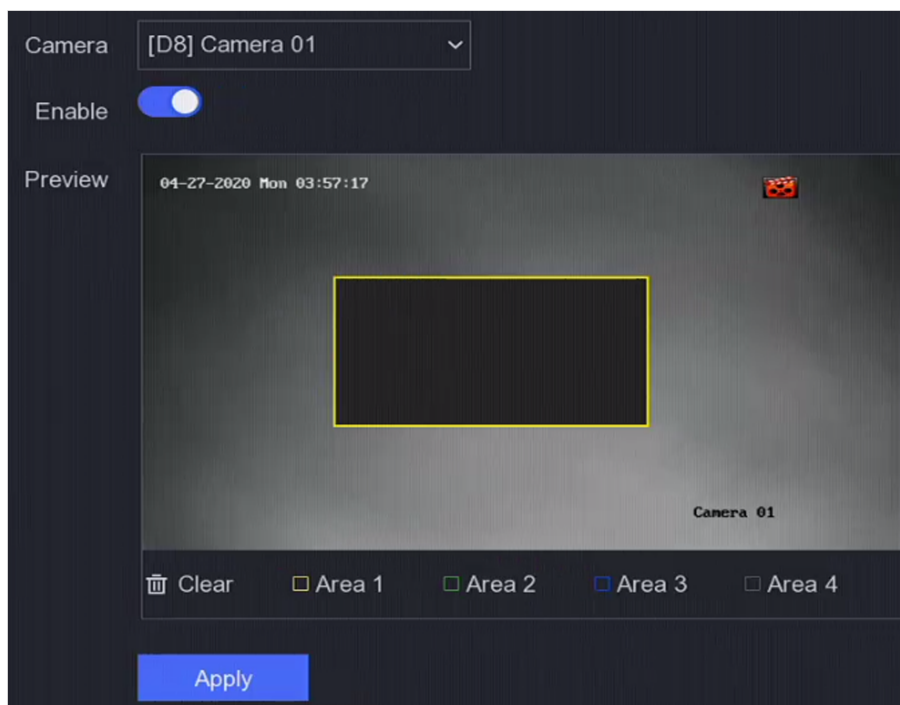 Camera [D8] Camera 01
Enable
Preview
04-27-2020 Mon 03:57:17
Camera 01
Clear Area 1 Area 2 Area 3 Area 4
Apply